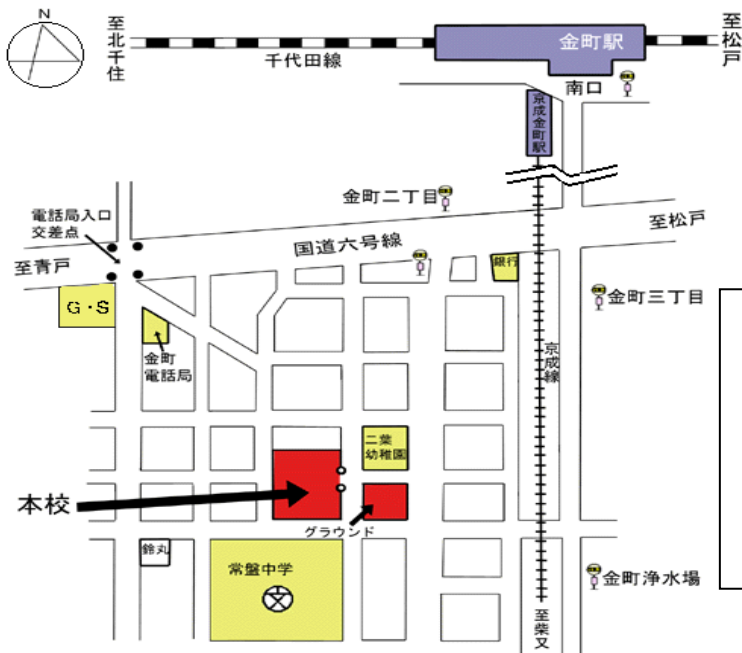 N
至北千住
金町駅
至松戸
千代田線
南口
京成金町駅
金町二丁目
電話局入口
交差点
国道六号線
至松戸
至青戸
銀行
G・S
金町三丁目
金町
電話局
京成線
二葉
幼稚園
本校
グラウンド
鈴丸
常盤中学
金町浄水場
至柴又